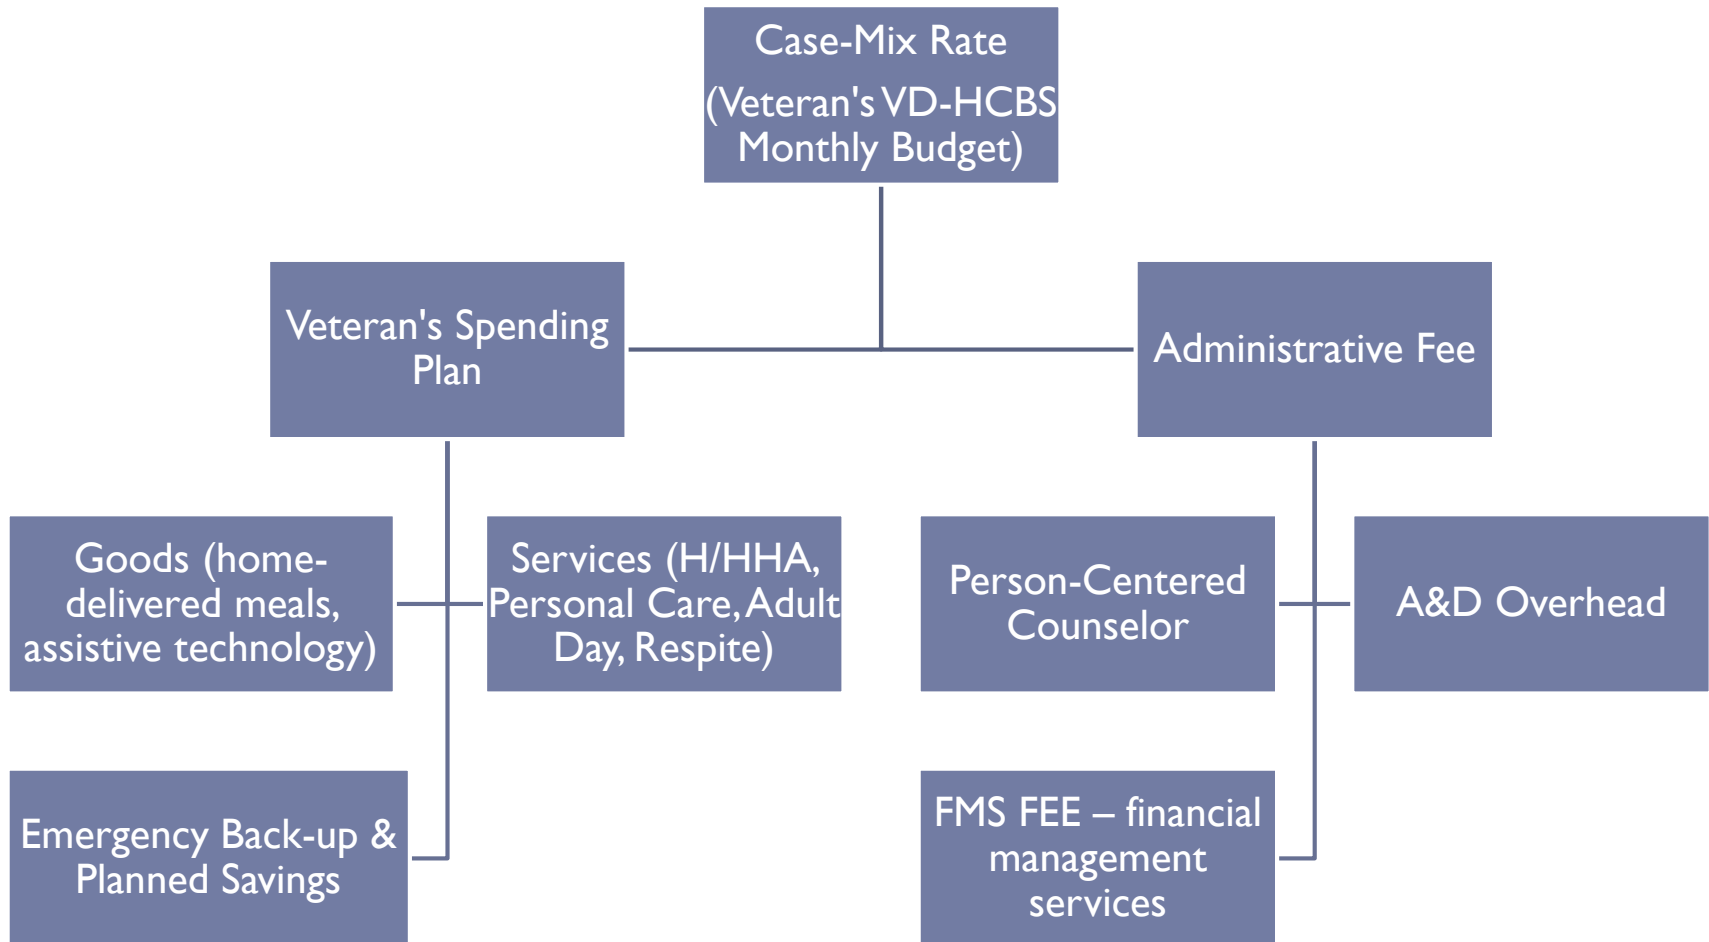 Case-Mix Rate
(Veteran's VD-HCBS
Monthly Budget)
Veteran's Spending
Plan
Administrative Fee
Goods (home-
delivered meals,
assistive technology)
Services (H/HHA,
Personal Care, Adult
Day, Respite)
Person-Centered
Counselor
A&D Overhead
Emergency Back-up &
Planned Savings
FMS FEE – financial
management
services